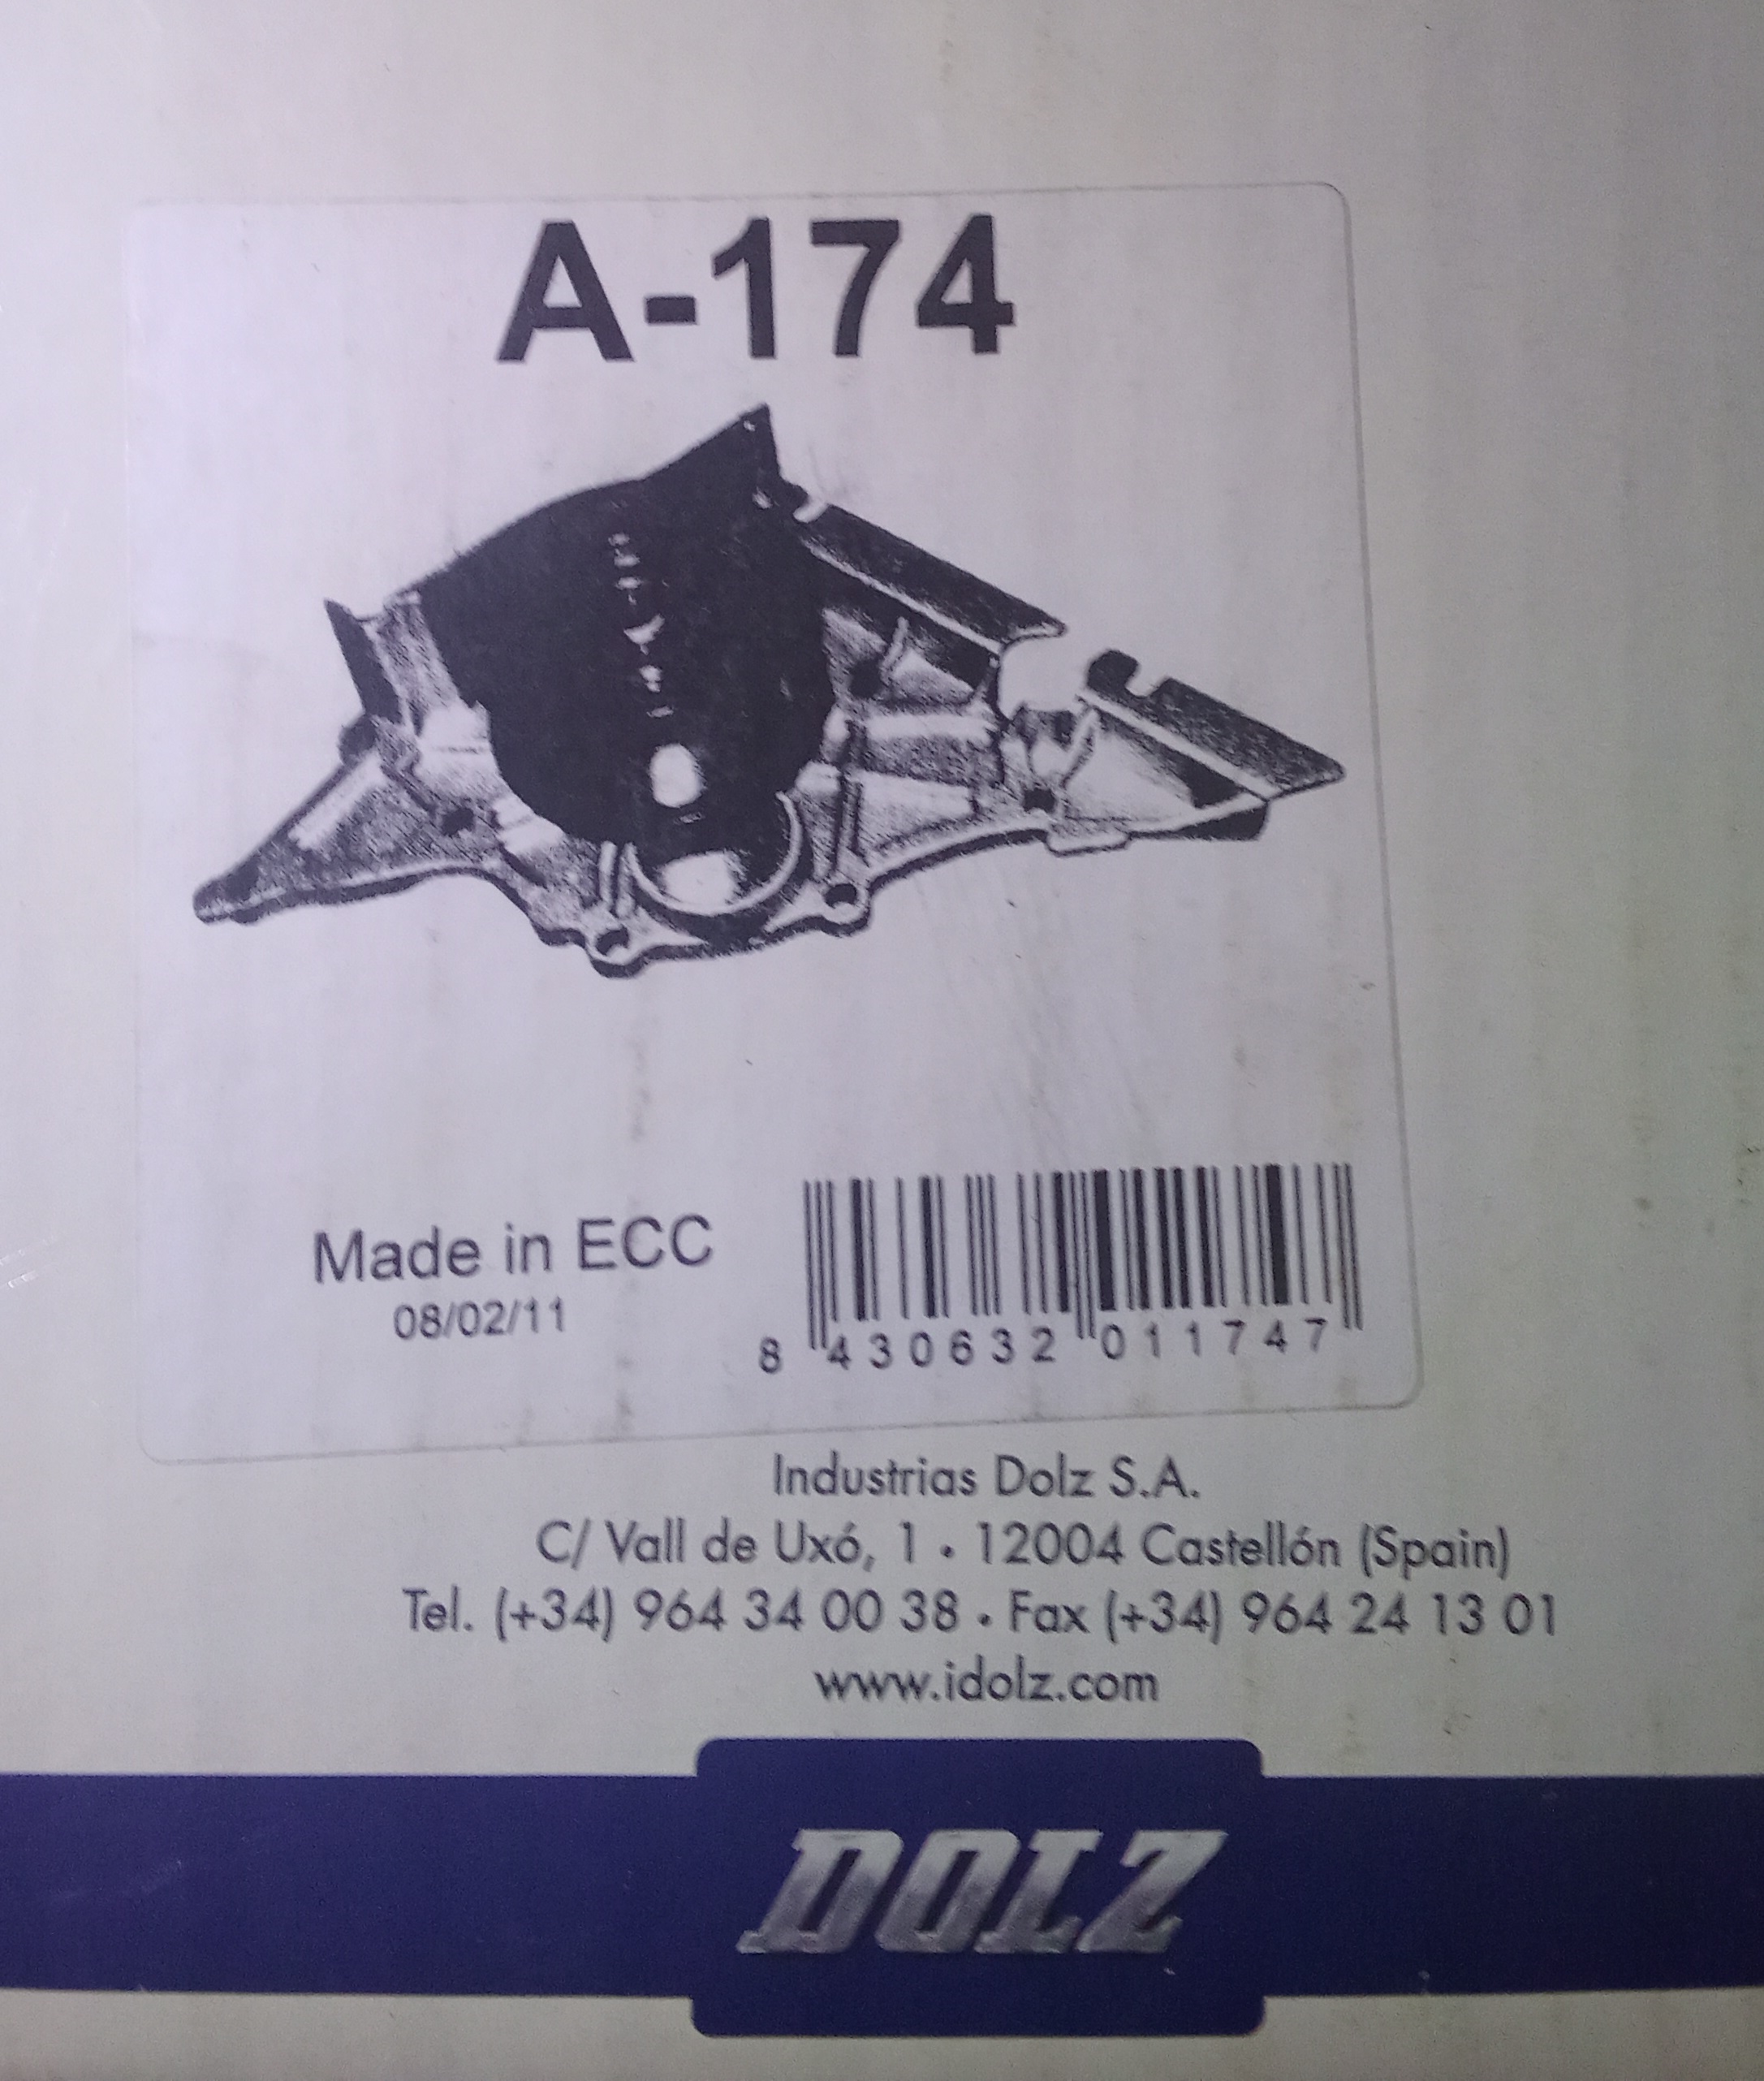 A-174
Made in ECC
08/02/11
8 430632 011747
Industrias Dolz S.A.
C/ Vall de Uxó, 1 • 12004 Castellón (Spain)
Tel. (+34) 964 34 00 38 • Fax (+34) 964 24 13 01
www.idolz.com
DOLZ